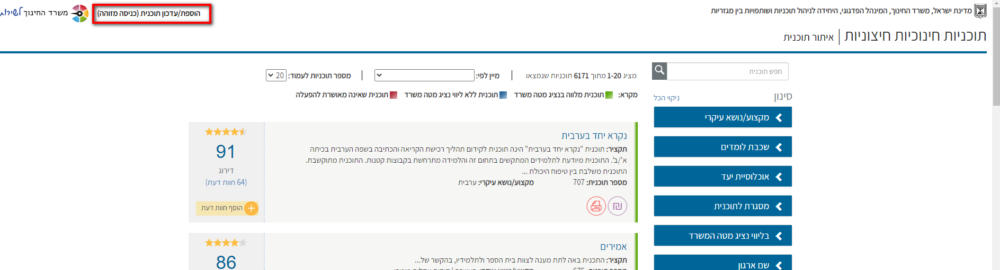 מדינת ישראל, משרד החינוך, המינהל הפדגוגי, היחידה לניהול תוכניות ושותפויות בין מגזריות
הוספת/עדכון תוכנית (כניסה מזוהה)
משרד החינוך
תוכניות חינוכיות חיצוניות | איתור תוכנית
חפש תוכנית
מציג 1-20 מתוך 6171 תוכניות שנמצאו
מיין לפי:
מספר תוכניות לעמוד: 20
מקרא: תוכנית מלווה בנציג מטה משרד תוכנית ללא ליווי נציג מטה משרד תוכנית שאינה מאושרת להפעלה
סינון
ניקוי הכל
מקצוע/נושא עיקרי
שכבת לומדים
אוכלוסיית יעד
מסגרת לתוכנית
בליווי נציג מטה המשרד
שם ארגון
נקרא יחד בערבית
תקציר: תוכנית "נקרא יחד בערבית" הינה תוכנית לקידום תהליך רכישת הקריאה והכתיבה בשפה הערבית בכיתה
א'/ב'. התוכנית מיודעת לתלמידים המתקשים בתחום זה והלמידה מתרחשת בקבוצות קטנות. התוכנית מתוקשבת.
התוכנית משלבת בין טיפוח היכולת ...
מספר תוכנית: 707 מקצוע/נושא עיקרי: ערבית
91
דירוג
(64 חוות דעת)
הוסף חוות דעת
אמירים
תקציר: התכנית באה לתת מענה לצוות בית הספר ולתלמידיו, בהקשר של...
86